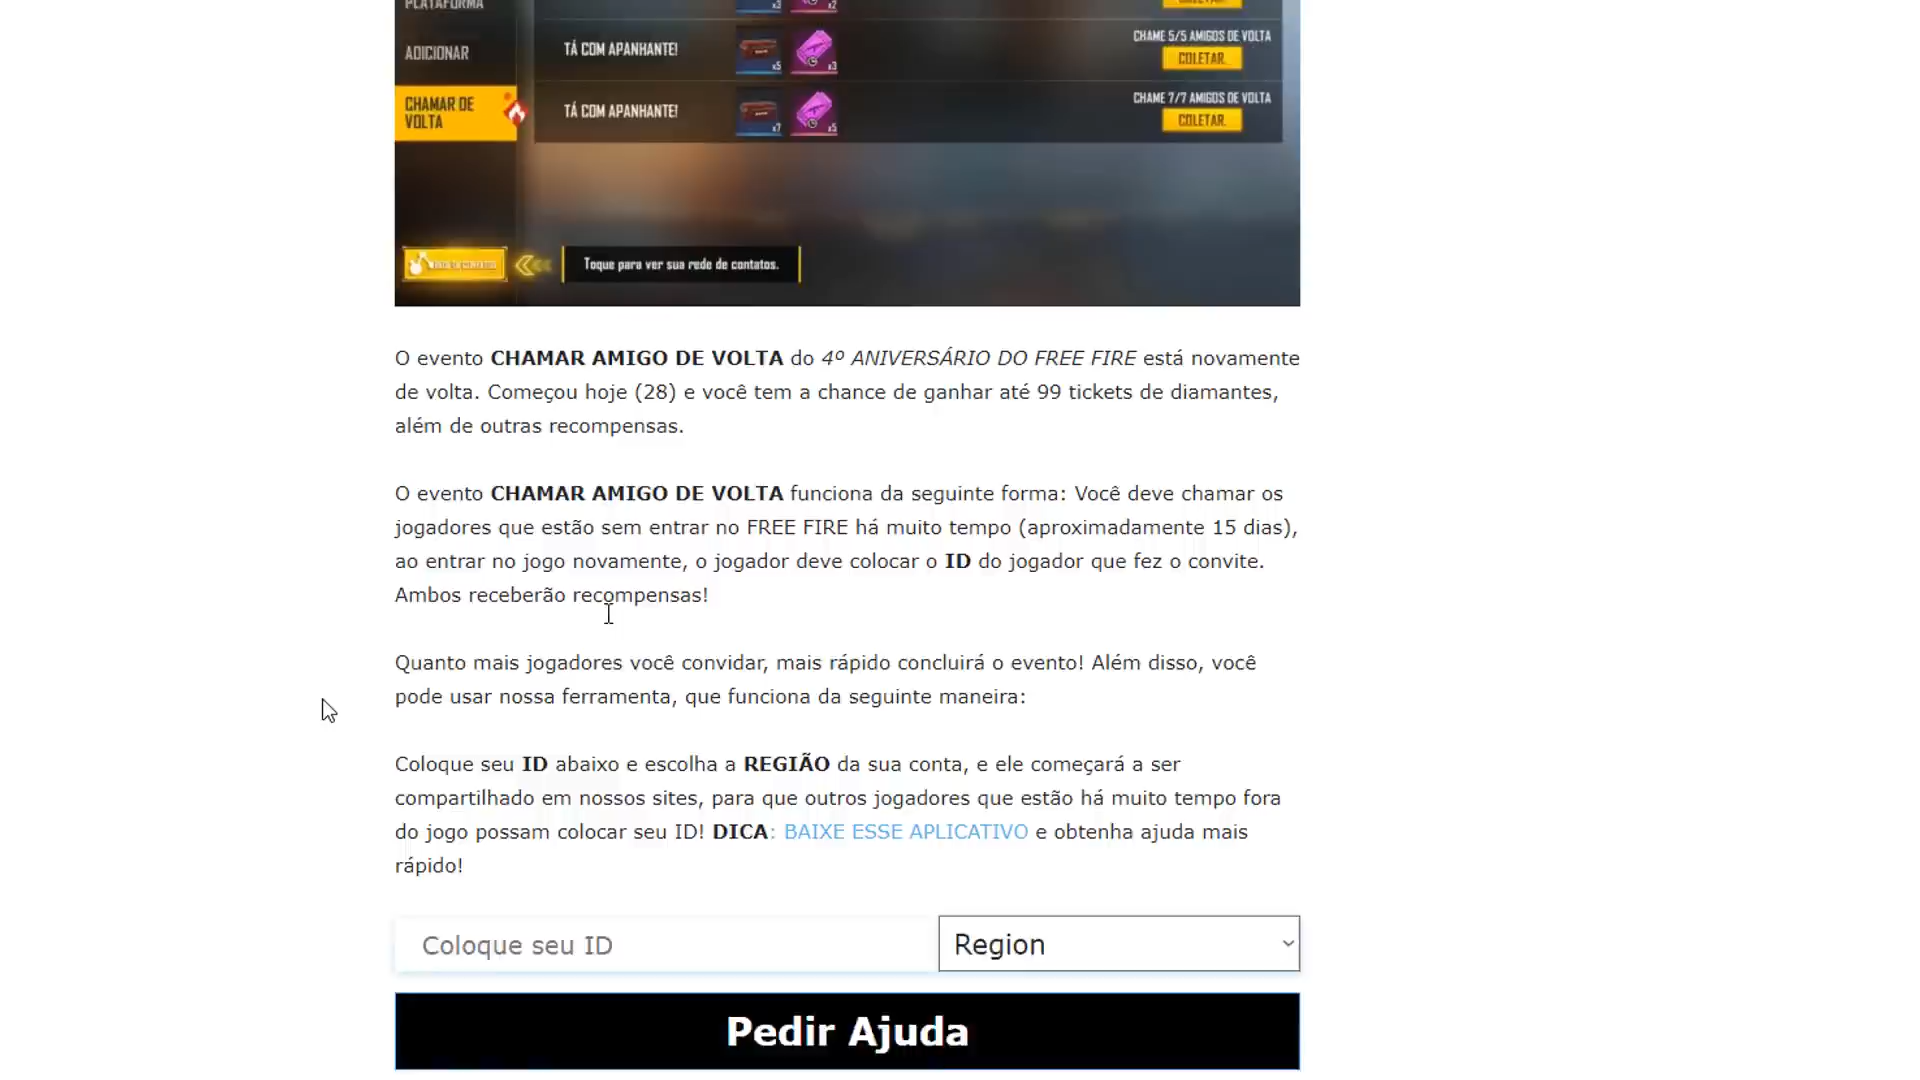 PLATAFORMA
x3
x2
ADICIONAR
TÁ COM APANHANTE!
x5
x3
CHAME 5/5 AMIGOS DE VOLTA
COLETAR
CHAMAR DE
VOLTA
TÁ COM APANHANTE!
x7
x5
CHAME 7/7 AMIGOS DE VOLTA
COLETAR
Toque para ver sua rede de contatos.
O evento CHAMAR AMIGO DE VOLTA do 4º ANIVERSÁRIO DO FREE FIRE está novamente
de volta. Começou hoje (28) e você tem a chance de ganhar até 99 tickets de diamantes,
além de outras recompensas.
O evento CHAMAR AMIGO DE VOLTA funciona da seguinte forma: Você deve chamar os
jogadores que estão sem entrar no FREE FIRE há muito tempo (aproximadamente 15 dias),
ao entrar no jogo novamente, o jogador deve colocar o ID do jogador que fez o convite.
Ambos receberão recompensas!
Quanto mais jogadores você convidar, mais rápido concluirá o evento! Além disso, você
pode usar nossa ferramenta, que funciona da seguinte maneira:
Coloque seu ID abaixo e escolha a REGIÃO da sua conta, e ele começará a ser
compartilhado em nossos sites, para que outros jogadores que estão há muito tempo fora
do jogo possam colocar seu ID! DICA: BAIXE ESSE APLICATIVO e obtenha ajuda mais
rápido!
Coloque seu ID
Region
Pedir Ajuda